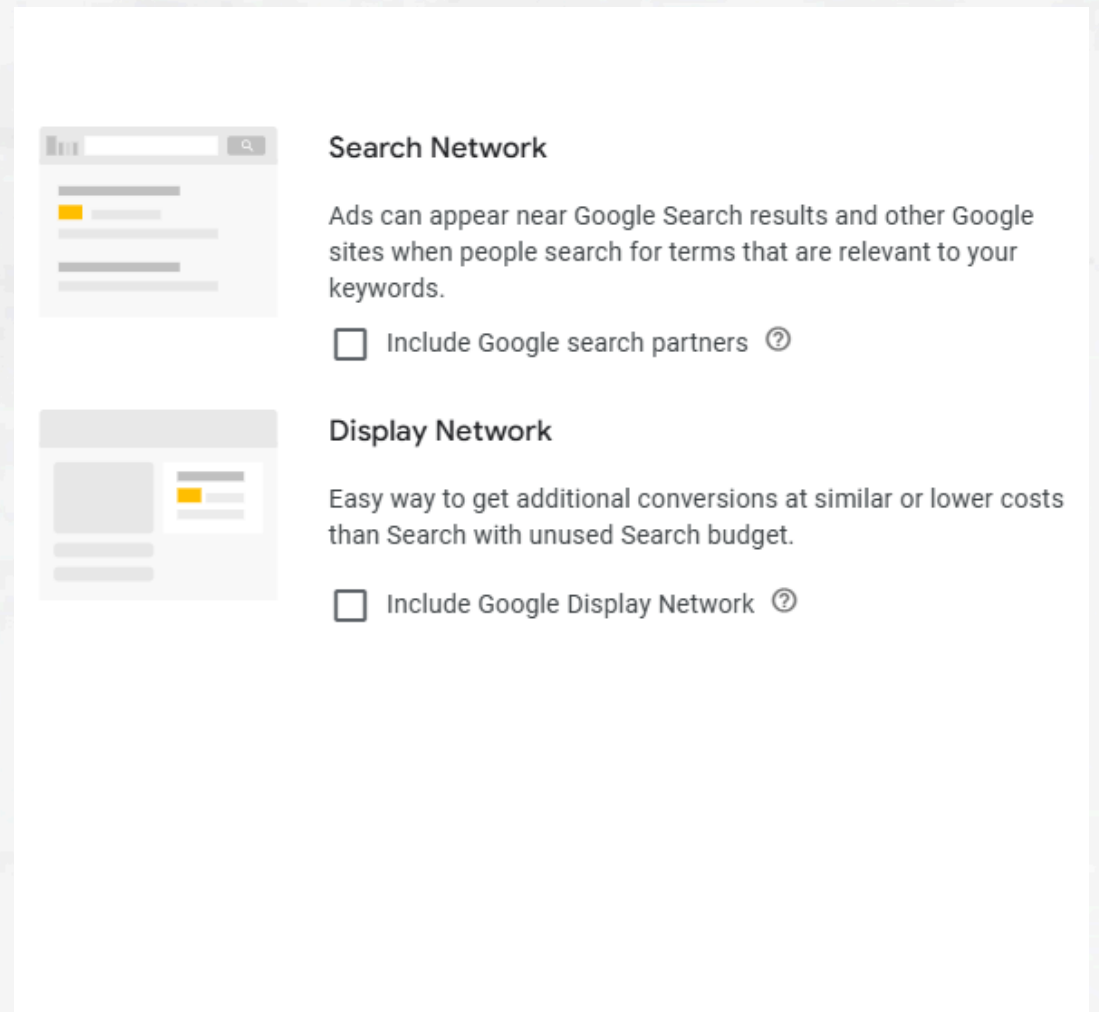 Search Network
Ads can appear near Google Search results and other Google
sites when people search for terms that are relevant to your
keywords.
Include Google search partners
Display Network
Easy way to get additional conversions at similar or lower costs
than Search with unused Search budget.
Include Google Display Network